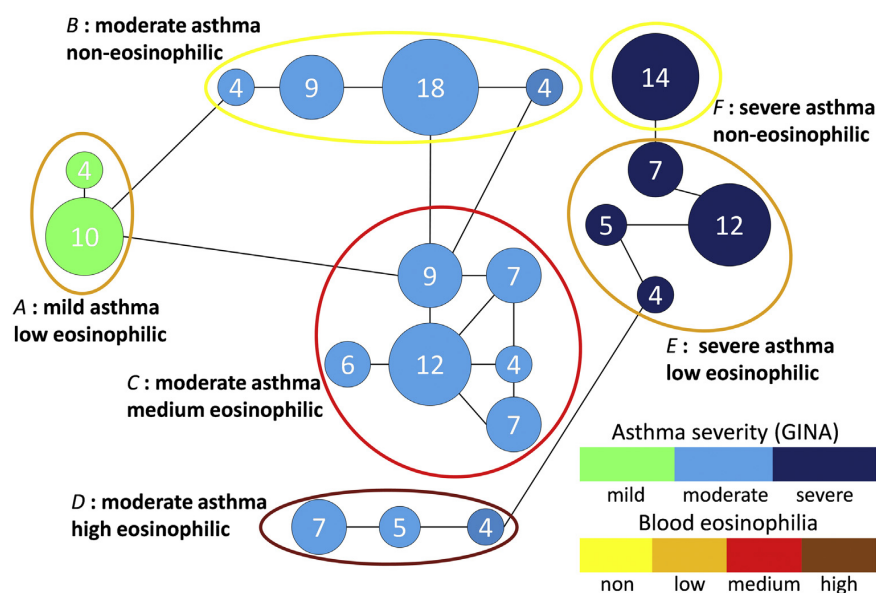 B : moderate asthma
non-eosinophilic
4
9
18
4
14
F : severe asthma
non-eosinophilic
4
10
7
5
12
4
A : mild asthma
low eosinophilic
9
7
6
12
4
7
C : moderate asthma
medium eosinophilic
E : severe asthma
low eosinophilic
D : moderate asthma
high eosinophilic
7
5
4
Asthma severity (GINA)
mild moderate severe
Blood eosinophilia
non low medium high